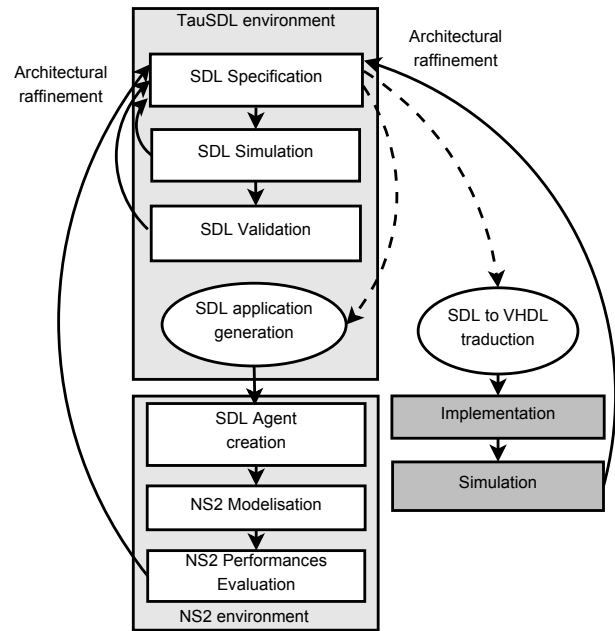 TauSDL environment
Architectural
raffinement
Architectural
raffinement
SDL Specification
SDL Simulation
SDL Validation
SDL application
generation
SDL to VHDL
traduction
Implementation
Simulation
SDL Agent
creation
NS2 Modelisation
NS2 Performances
Evaluation
NS2 environment